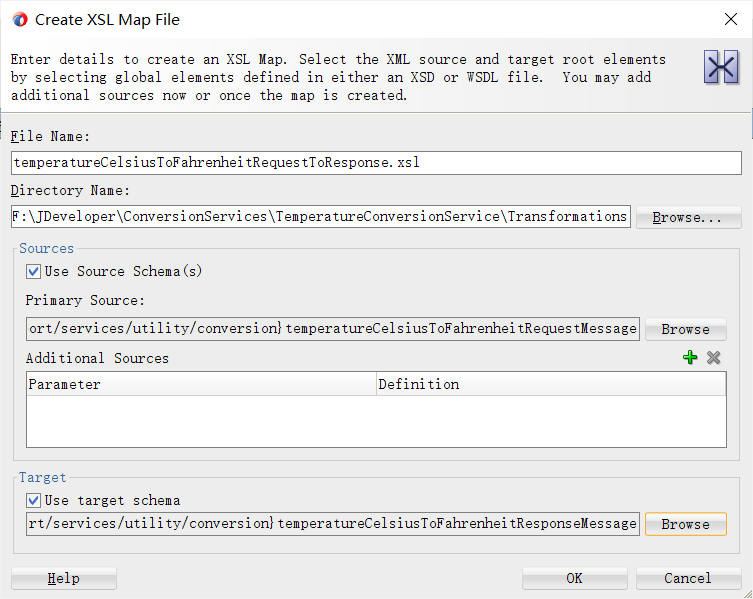 Create XSL Map File
Enter details to create an XSL Map. Select the XML source and target root elements
by selecting global elements defined in either an XSD or WSDL file.  You may add
additional sources now or once the map is created.
File Name:
temperatureCelsiusToFahrenheitRequestToResponse.xsl
Directory Name:
F:\JDeveloper\ConversionServices\TemperatureConversionService\Transformations
Browse...
Sources
Use Source Schema(s)
Primary Source:
ort/services/utility/conversion}temperatureCelsiusToFahrenheitRequestMessage
Browse
Additional Sources
Parameter Definition
Target
Use target schema
rt/services/utility/conversion}temperatureCelsiusToFahrenheitResponseMessage
Browse
Help OK Cancel